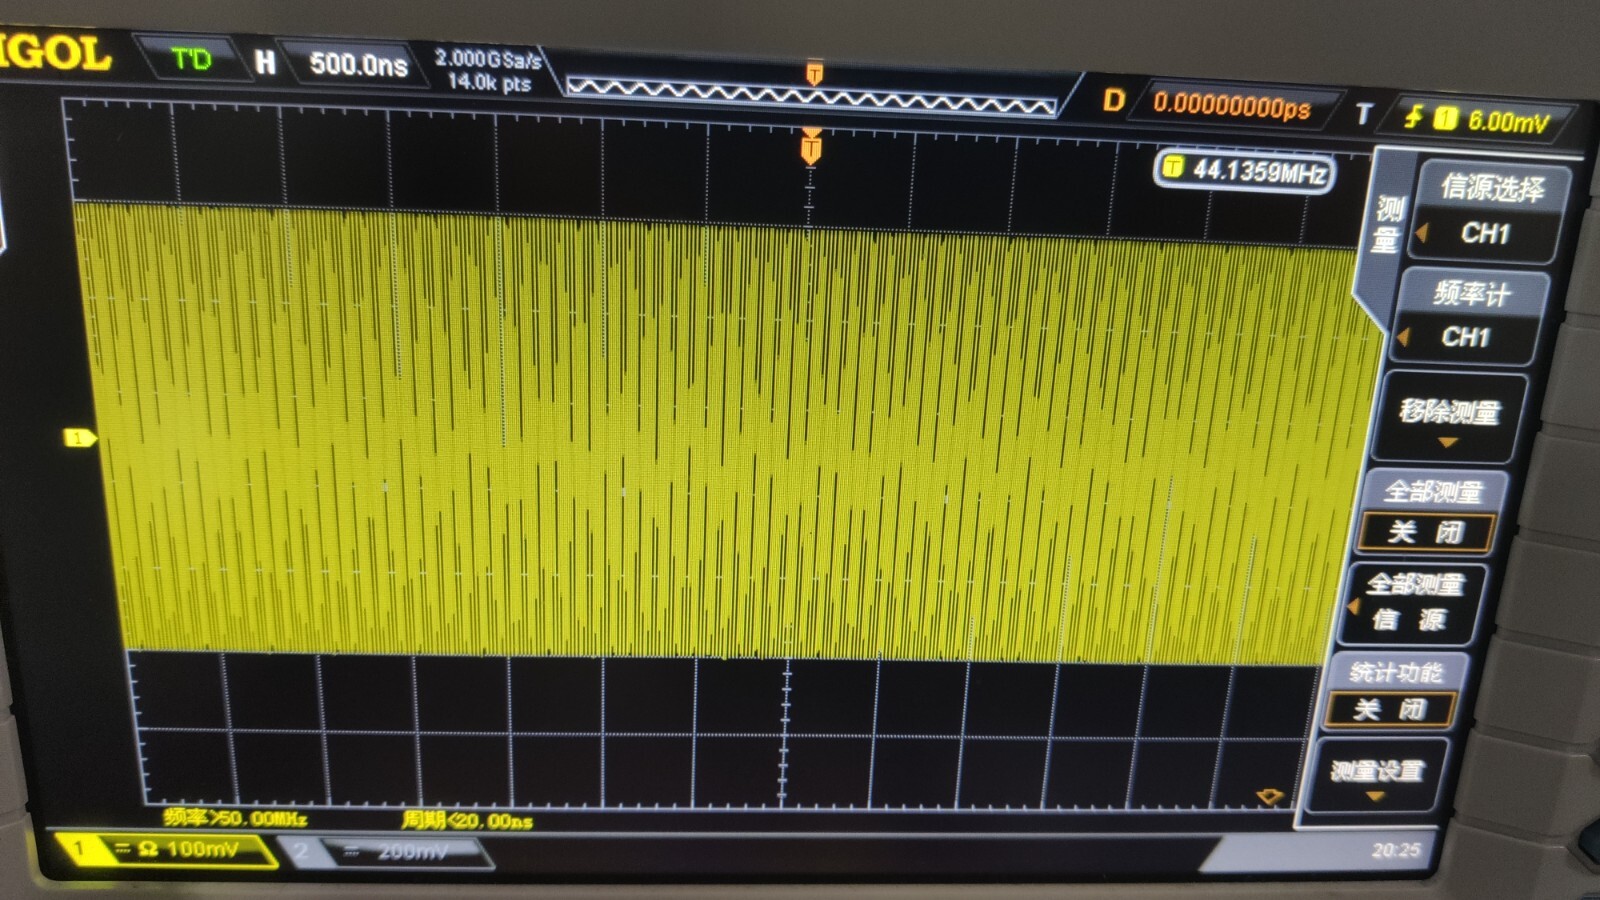 IGOL
T'D
H
500.0ns
2.000GSa/s
14.0k pts
D
0.00000000ps
T
1
6.00mV
T
T
T
44.1359MHz
测量
信源选择
CH1
频率计
CH1
移除测量
全部测量
关 闭
全部测量
信 源
统计功能
关 闭
测量设置
1
频率>50.00MHz
周期<20.00ns
1
Ω 100mV
2
200mV
20:25